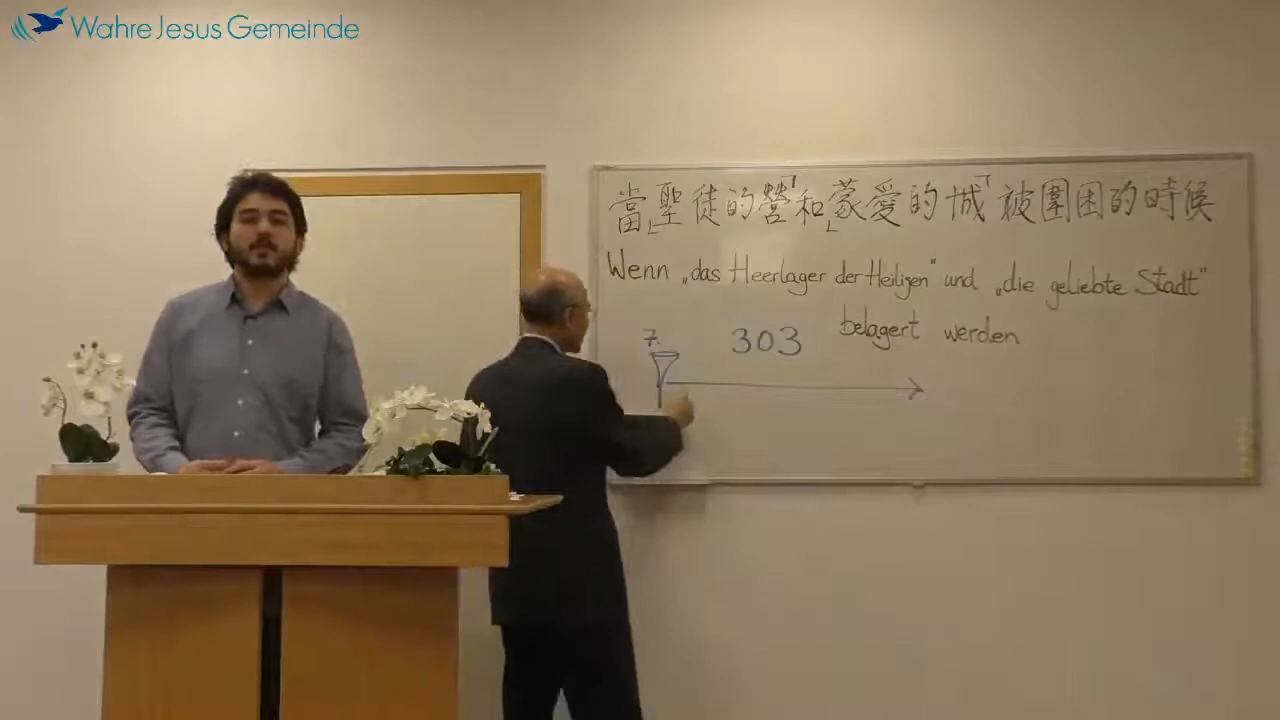 Wahre Jesus Gemeinde
當「聖徒的營」和「蒙愛的城」被圍困的時候
Wenn „das Heerlager der Heiligen" und „die geliebte Stadt"
belagert werden
7. 303